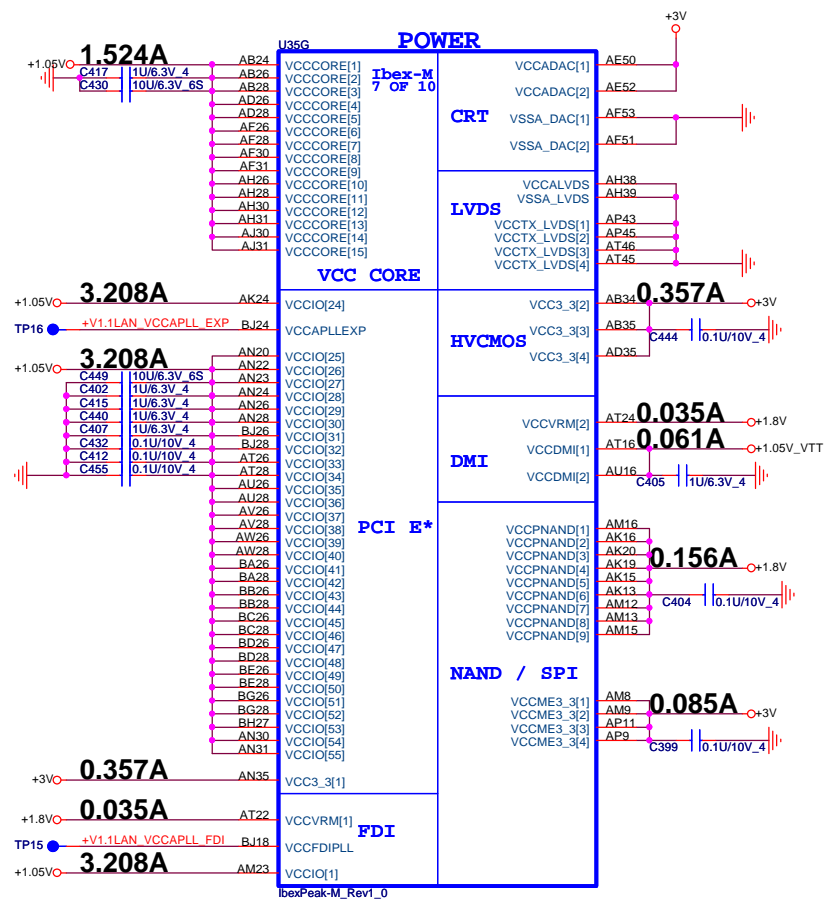 POWER
U35G
Ibex-M
7 OF 10
+1.05V
1.524A
C417
1U/6.3V_4
C430
10U/6.3V_6S
AB24 VCCCORE[1]
AB26 VCCCORE[2]
AB28 VCCCORE[3]
AD26 VCCCORE[4]
AD28 VCCCORE[5]
AF26 VCCCORE[6]
AF28 VCCCORE[7]
AF30 VCCCORE[8]
AF31 VCCCORE[9]
AH26 VCCCORE[10]
AH28 VCCCORE[11]
AH30 VCCCORE[12]
AH31 VCCCORE[13]
AJ30 VCCCORE[14]
AJ31 VCCCORE[15]
VCC CORE
+1.05V
3.208A
AK24 VCCIO[24]
TP16
+V1.1LAN_VCCAPLL_EXP
BJ24 VCCAPLLEXP
+1.05V
3.208A
C449 10U/6.3V_6S
C402 1U/6.3V_4
C415 1U/6.3V_4
C440 1U/6.3V_4
C407 1U/6.3V_4
C432 0.1U/10V_4
C412 0.1U/10V_4
C455 0.1U/10V_4
AN20 VCCIO[25]
AN22 VCCIO[26]
AN23 VCCIO[27]
AN24 VCCIO[28]
AN26 VCCIO[29]
AN28 VCCIO[30]
BJ26 VCCIO[31]
BJ28 VCCIO[32]
AT26 VCCIO[33]
AT28 VCCIO[34]
AU26 VCCIO[35]
AU28 VCCIO[36]
AV26 VCCIO[37]
AV28 VCCIO[38]
AW26 VCCIO[39]
AW28 VCCIO[40]
BA26 VCCIO[41]
BA28 VCCIO[42]
BB26 VCCIO[43]
BB28 VCCIO[44]
BC26 VCCIO[45]
BC28 VCCIO[46]
BD26 VCCIO[47]
BD28 VCCIO[48]
BE26 VCCIO[49]
BE28 VCCIO[50]
BG26 VCCIO[51]
BG28 VCCIO[52]
BH27 VCCIO[53]
AN30 VCCIO[54]
AN31 VCCIO[55]
PCI E*
+3V
0.357A
AN35 VCC3_3[1]
+1.8V
0.035A
AT22 VCCVRM[1]
TP15
+V1.1LAN_VCCAPLL_FDI
BJ18 VCCFDIPLL
+1.05V
3.208A
AM23 VCCIO[1]
FDI
IbexPeak-M_Rev1_0
+3V
CRT
VCCADAC[1] AE50
VCCADAC[2] AE52
VSSA_DAC[1] AF53
VSSA_DAC[2] AF51
LVDS
VCCALVDS AH38
VSSA_LVDS AH39
VCCTX_LVDS[1] AP43
VCCTX_LVDS[2] AP45
VCCTX_LVDS[3] AT46
VCCTX_LVDS[4] AT45
HVCMOS
VCC3_3[2] AB34
0.357A
+3V
VCC3_3[3] AB35
C444
0.1U/10V_4
VCC3_3[4] AD35
DMI
VCCVRM[2] AT24
0.035A
+1.8V
VCCDMI[1] AT16
0.061A
+1.05V_VTT
VCCDMI[2] AU16
C405
1U/6.3V_4
VCCPNAND[1] AM16
VCCPNAND[2] AK16
VCCPNAND[3] AK20
VCCPNAND[4] AK19
VCCPNAND[5] AK15
VCCPNAND[6] AK13
VCCPNAND[7] AM12
VCCPNAND[8] AM13
VCCPNAND[9] AM15
0.156A
+1.8V
C404
0.1U/10V_4
NAND / SPI
VCCME3_3[1] AM8
VCCME3_3[2] AM9
VCCME3_3[3] AP11
VCCME3_3[4] AP9
0.085A
+3V
C399
0.1U/10V_4